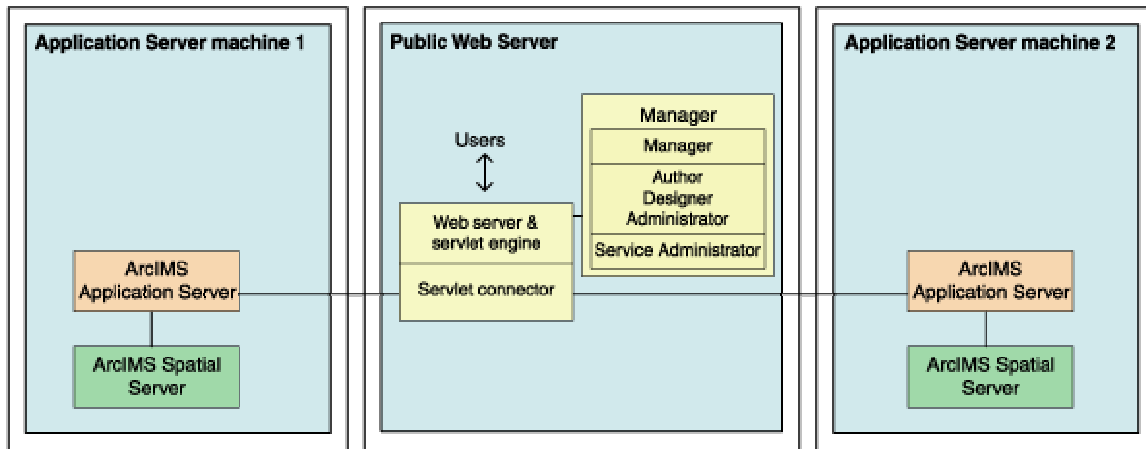 Application Server machine 1
ArcIMS
Application Server
ArcIMS Spatial
Server
Public Web Server
Users
Web server &
servlet engine
Servlet connector
Manager
Manager
Author
Designer
Administrator
Service Administrator
Application Server machine 2
ArcIMS
Application Server
ArcIMS Spatial
Server